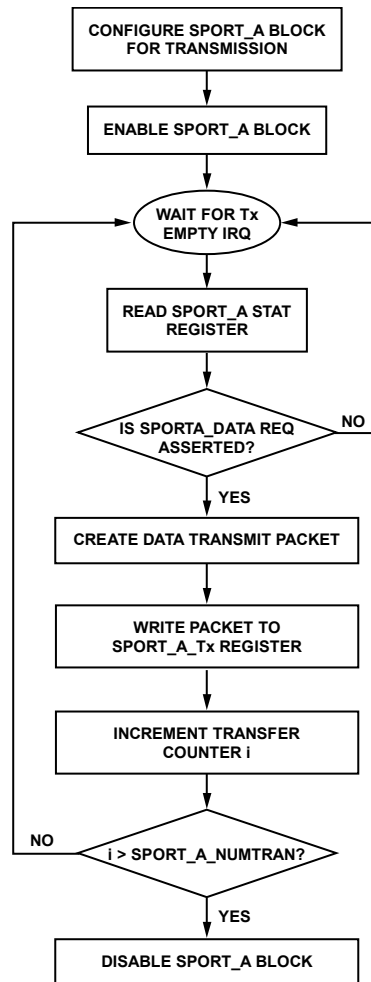 CONFIGURE SPORT_A BLOCK
FOR TRANSMISSION
ENABLE SPORT_A BLOCK
WAIT FOR Tx
EMPTY IRQ
READ SPORT_A STAT
REGISTER
IS SPORTA_DATA REQ
ASSERTED?
NO
YES
CREATE DATA TRANSMIT PACKET
WRITE PACKET TO
SPORT_A_Tx REGISTER
INCREMENT TRANSFER
COUNTER i
NO
i > SPORT_A_NUMTRAN?
YES
DISABLE SPORT_A BLOCK